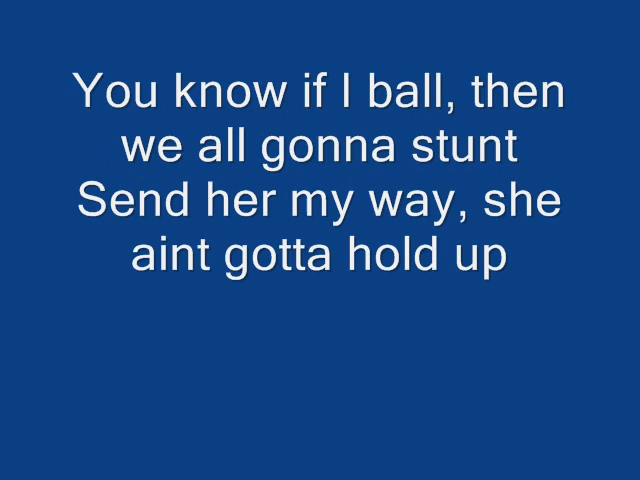 You know if I ball, then
we all gonna stunt
Send her my way, she
aint gotta hold up